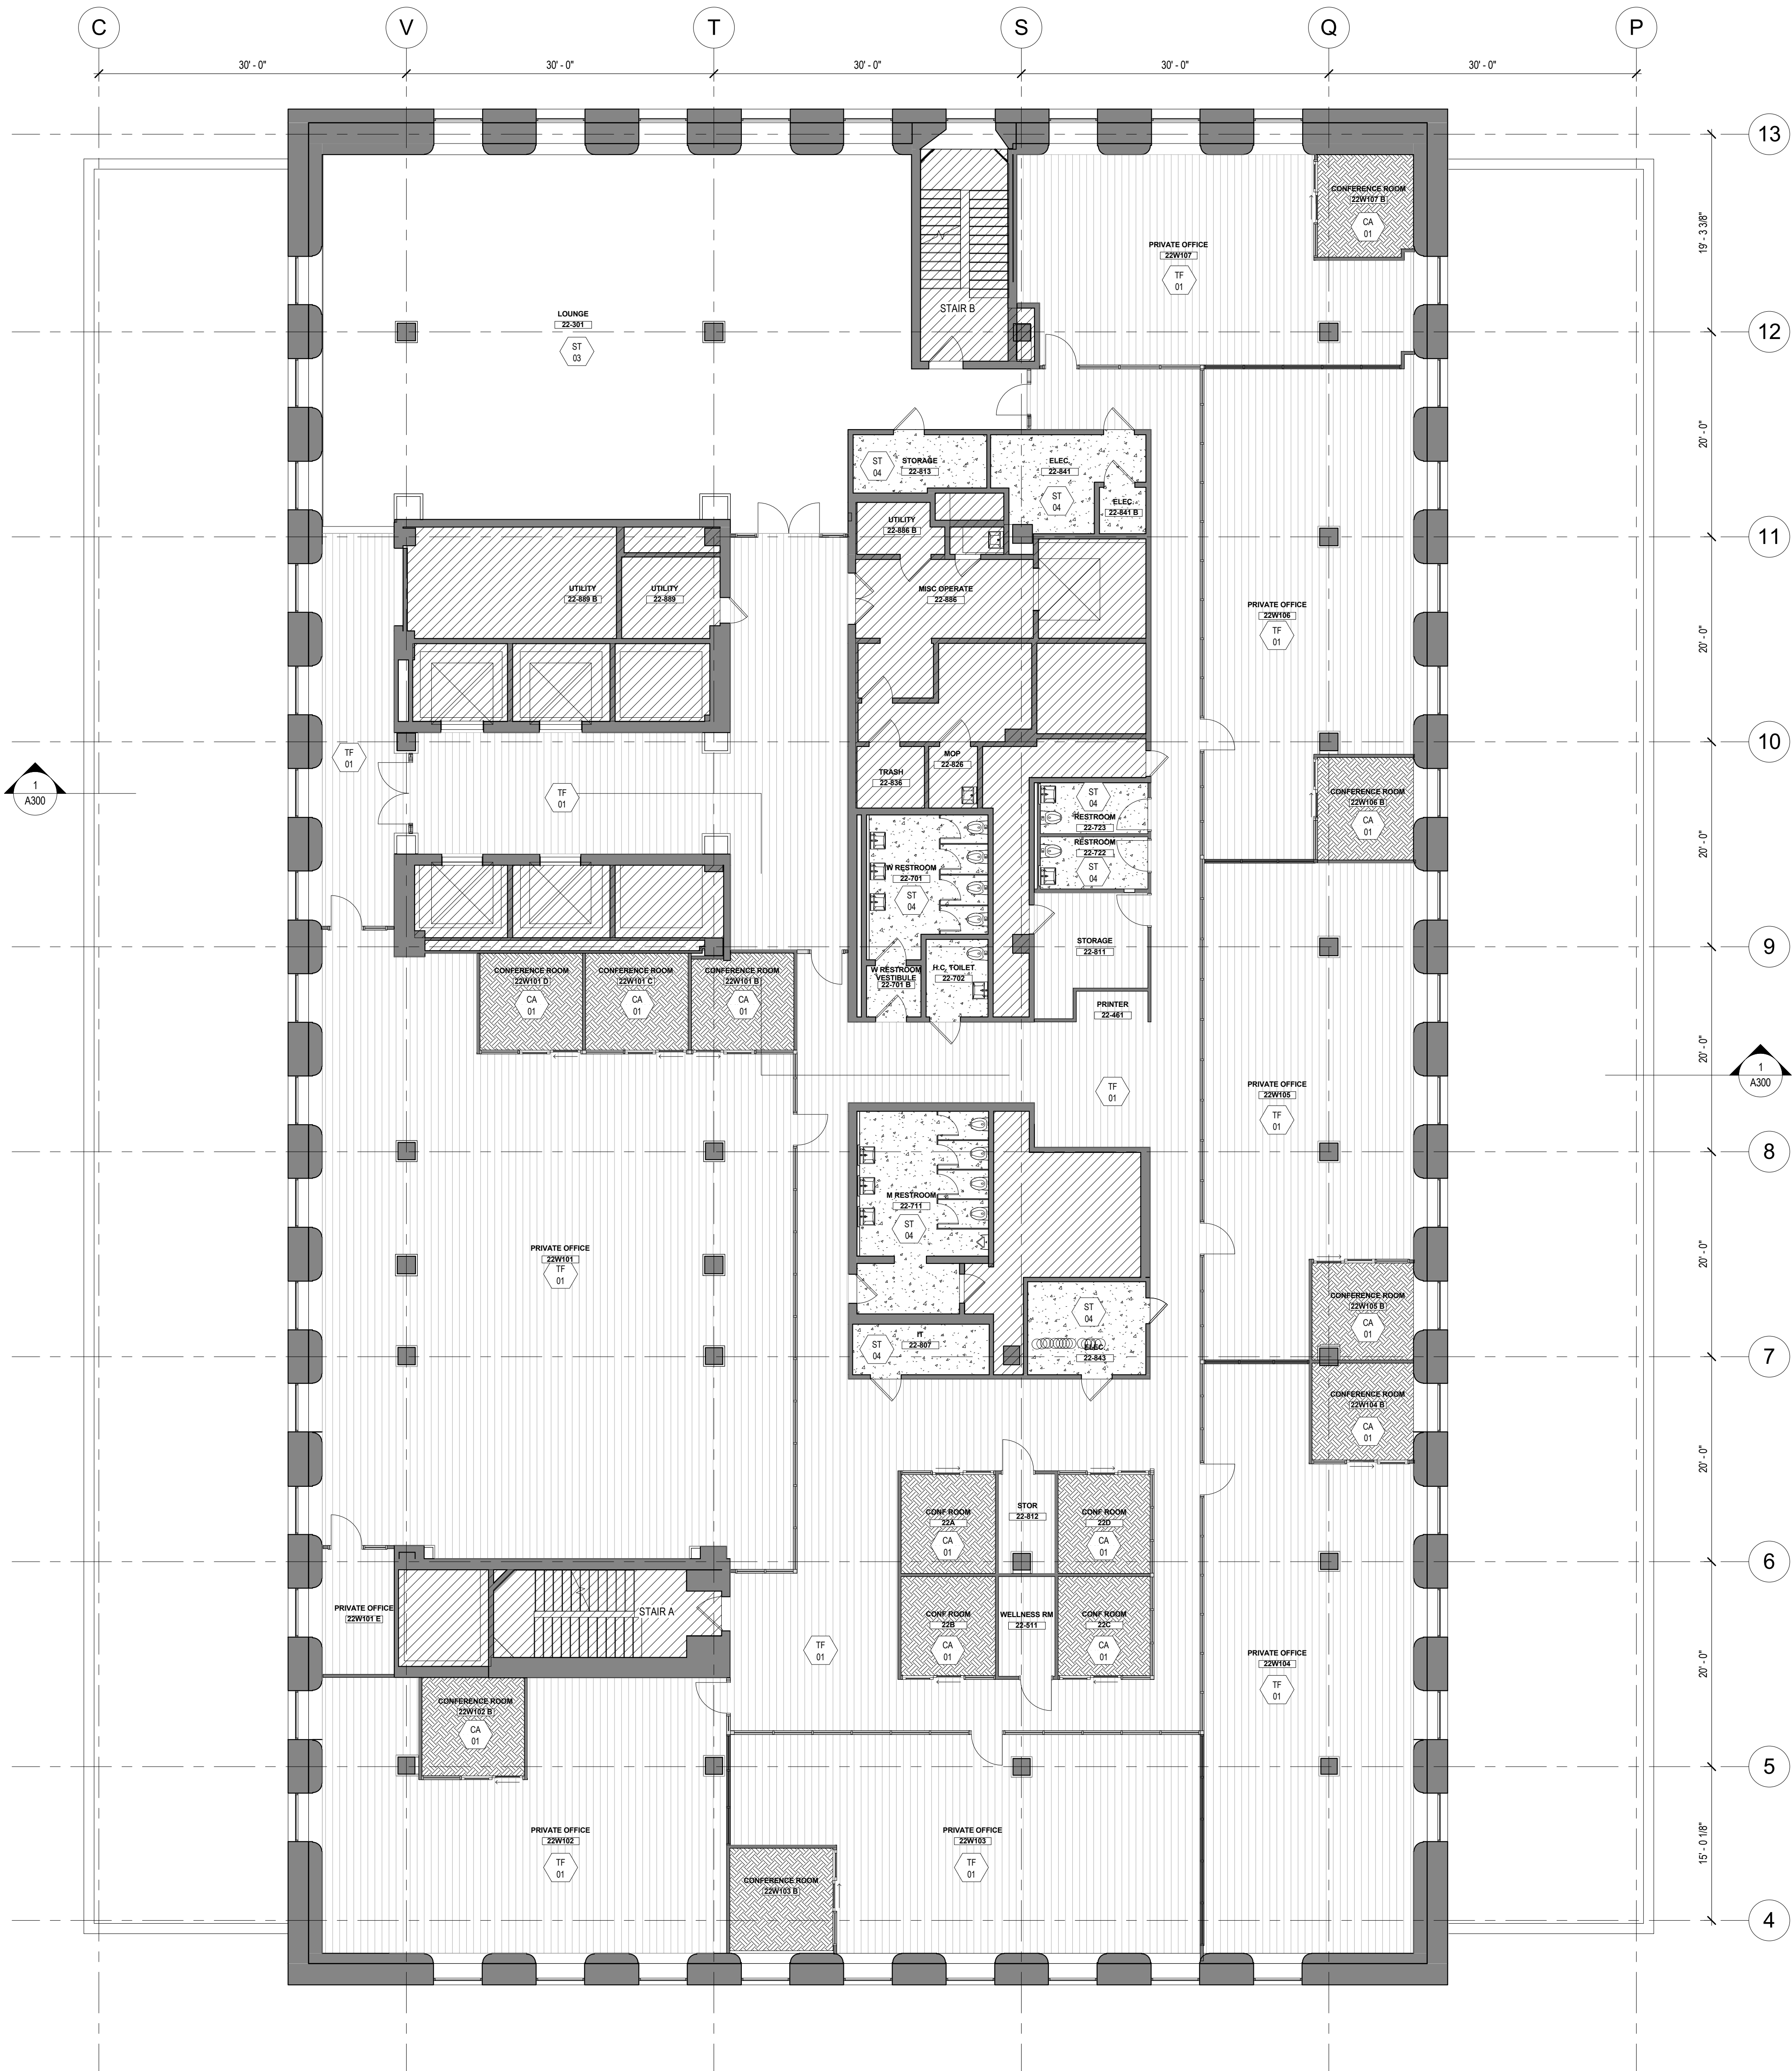 C
V
T
S
Q
P
30' - 0"
30' - 0"
30' - 0"
30' - 0"
30' - 0"
13
19' - 3 3/8"
12
20' - 0"
11
20' - 0"
10
20' - 0"
9
20' - 0"
8
20' - 0"
7
20' - 0"
6
20' - 0"
5
15' - 0 1/8"
4
1
A300
1
A300
CONFERENCE ROOM
22W107 B
CA
01
PRIVATE OFFICE
22W107
TF
01
STAIR B
LOUNGE
22-301
ST
03
STORAGE
22-813
ST
04
ELEC.
22-841
ST
04
ELEC.
22-841 B
UTILITY
22-886 B
UTILITY
22-889 B
UTILITY
22-889
MISC OPERATE
22-886
PRIVATE OFFICE
22W106
TF
01
TF
01
TF
01
TRASH
22-836
MOP
22-826
ST
04
RESTROOM
22-723
RESTROOM
22-722
ST
04
CONFERENCE ROOM
22W106 B
CA
01
W RESTROOM
22-701
ST
04
STORAGE
22-811
W RESTROOM
VESTIBULE
22-701 B
H.C. TOILET
22-702
CONFERENCE ROOM
22W101 D
CA
01
CONFERENCE ROOM
22W101 C
CA
01
CONFERENCE ROOM
22W101 B
CA
01
PRINTER
22-461
TF
01
PRIVATE OFFICE
22W105
TF
01
M RESTROOM
22-711
ST
04
PRIVATE OFFICE
22W101
TF
01
CONFERENCE ROOM
22W105 B
CA
01
IT
22-807
ST
04
ST
04
ELEC.
22-843
CONFERENCE ROOM
22W104 B
CA
01
CONF ROOM
22A
CA
01
STOR
22-812
CONF ROOM
22D
CA
01
CONF ROOM
22B
CA
01
WELLNESS RM
22-511
CONF ROOM
22C
CA
01
PRIVATE OFFICE
22W101 E
STAIR A
TF
01
PRIVATE OFFICE
22W104
TF
01
CONFERENCE ROOM
22W102 B
CA
01
PRIVATE OFFICE
22W102
TF
01
PRIVATE OFFICE
22W103
TF
01
CONFERENCE ROOM
22W103 B